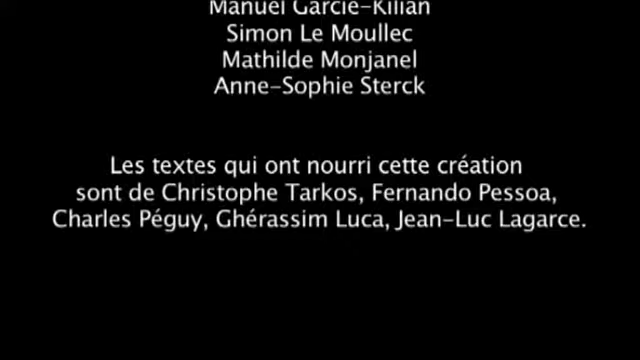 Manuel Garcie-Kilian
Simon Le Moullec
Mathilde Monjanel
Anne-Sophie Sterck
Les textes qui ont nourri cette création
sont de Christophe Tarkos, Fernando Pessoa,
Charles Péguy, Ghérassim Luca, Jean-Luc Lagarce.